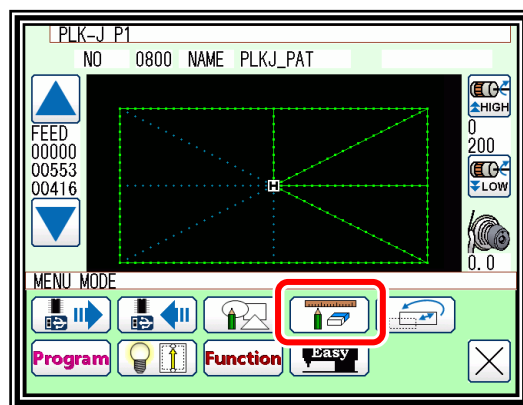 PLK-J P1
NO 0800 NAME PLKJ_PAT
HIGH
FEED
00000
00553
00416
0
200
LOW
0.0
H
MENU MODE
Program
Function
Easy